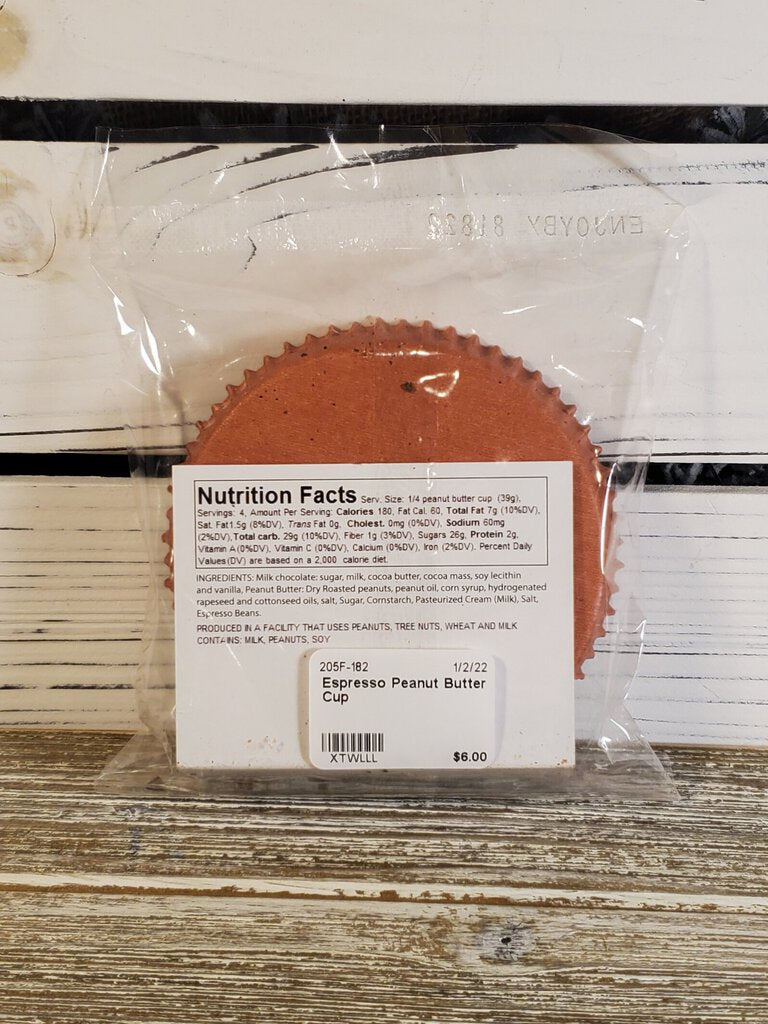 ENJOYBY 81822
Nutrition Facts Serv. Size: 1/4 peanut butter cup (39g),
Servings: 4, Amount Per Serving: Calories 180, Fat Cal. 60, Total Fat 7g (10%DV),
Sat. Fat1.5g (8%DV), Trans Fat 0g, Cholest. 0mg (0%DV), Sodium 60mg
(2%DV),Total carb. 29g (10%DV), Fiber 1g (3%DV), Sugars 26g, Protein 2g,
Vitamin A(0%DV), Vitamin C (0%DV), Calcium (0%DV), Iron (2%DV). Percent Daily
Values(DV) are based on a 2,000 calorie diet.
INGREDIENTS: Milk chocolate: sugar, milk, cocoa butter, cocoa mass, soy lecithin
and vanilla, Peanut Butter: Dry Roasted peanuts, peanut oil, corn syrup, hydrogenated
rapeseed and cottonseed oils, salt, Sugar, Cornstarch, Pasteurized Cream (Milk), Salt,
Espresso Beans.
PRODUCED IN A FACILITY THAT USES PEANUTS, TREE NUTS, WHEAT AND MILK
CONTAINS: MILK, PEANUTS, SOY
205F-182 1/2/22
Espresso Peanut Butter
Cup
XTWLLL $6.00